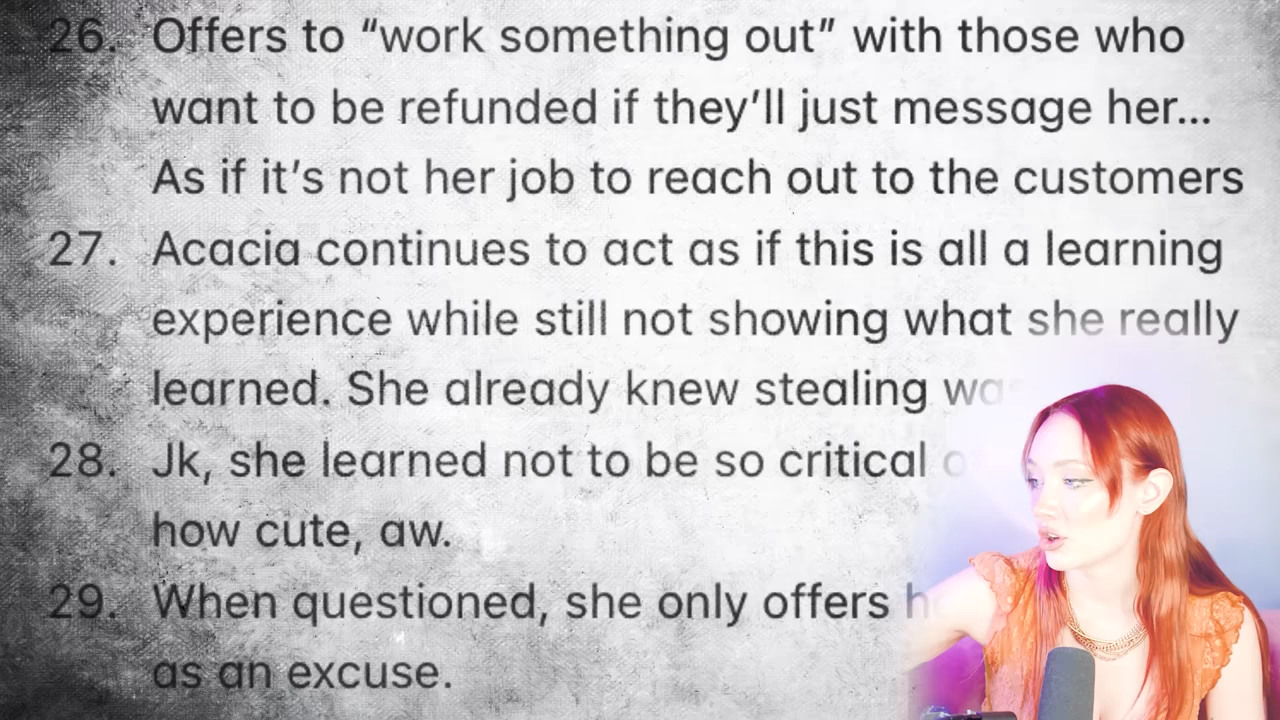 26. Offers to “work something out” with those who
want to be refunded if they’ll just message her...
As if it’s not her job to reach out to the customers
27. Acacia continues to act as if this is all a learning
experience while still not showing what she really
learned. She already knew stealing
28. Jk, she learned not to be so critical
how cute, aw.
29. When questioned, she only offers
as an excuse.